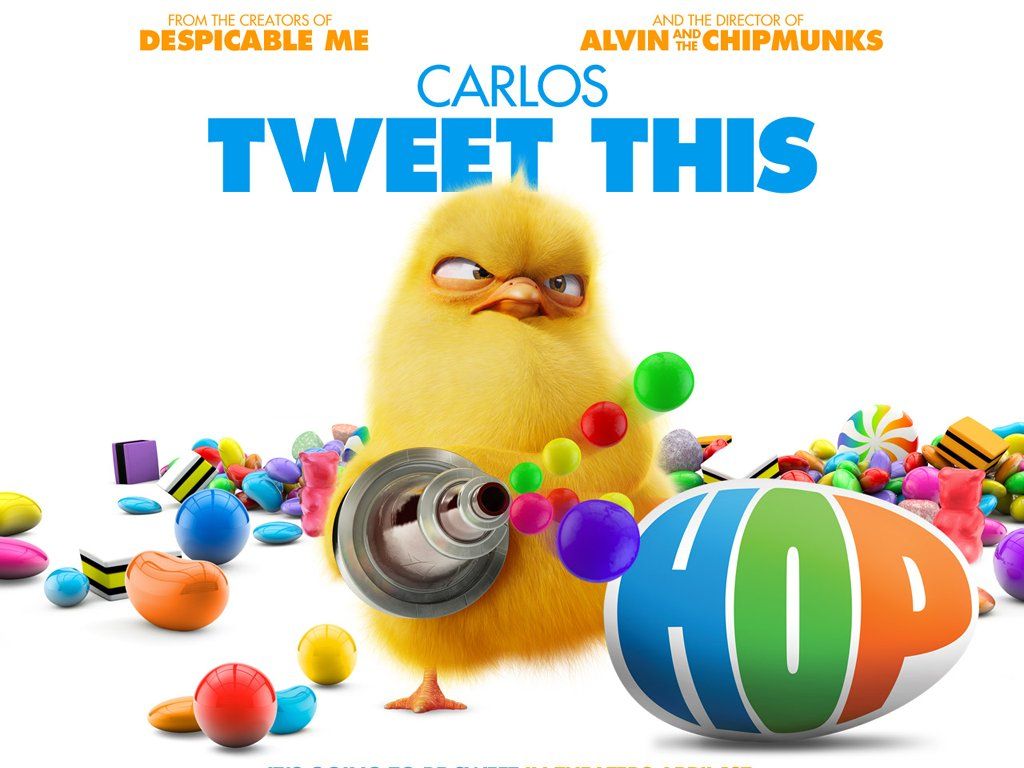 FROM THE CREATORS OF
DESPICABLE ME
AND THE DIRECTOR OF
ALVIN AND THE CHIPMUNKS
CARLOS
TWEET THIS
HOP